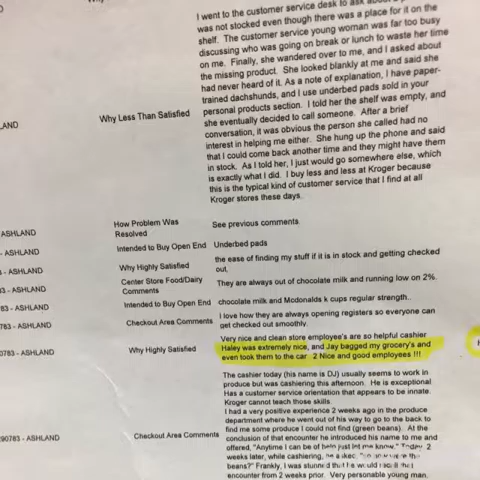 I went to the customer service desk to ask about a
was not stocked even though there was a place for it on the
shelf. The customer service young woman was far too busy
discussing who was going on break or lunch to waste her time
on me. Finally, she wandered over to me, and I asked about
the missing product. She looked blankly at me and said she
had never heard of it. As a note of explanation, I have paper-
trained dachshunds, and I use underbed pads sold in your
personal products section. I told her the shelf was empty, and
she eventually decided to call someone. After a brief
conversation, it was obvious the person she called had no
interest in helping me either. She hung up the phone and said
that I could come back another time and they might have them
in stock. As I told her, I just would go somewhere else, which
is exactly what I did. I buy less and less at Kroger because
this is the typical kind of customer service that I find at all
Kroger stores these days.
LAND
Why Less Than Satisfied
ASHLAND
How Problem Was
Resolved
See previous comments.
- ASHLAND
Intended to Buy Open End
Underbed pads
- ASHLAND
Why Highly Satisfied
the ease of finding my stuff if it is in stock and getting checked
out.
3 - ASHLAND
Center Store Food/Dairy
Comments
They are always out of chocolate milk and running low on 2%.
83 - ASHLAND
Intended to Buy Open End
chocolate milk and Mcdonalds k cups regular strength..
783 - ASHLAND
Checkout Area Comments
I love how they are always opening registers so everyone can
get checked out smoothly.
0783 - ASHLAND
Why Highly Satisfied
Very nice and clean store employee's are so helpful cashier
Haley was extremely nice, and Jay bagged my grocery's and
even took them to the car 2 Nice and good employees !!!
90783 - ASHLAND
Checkout Area Comments
The cashier today (his name is DJ) usually seems to work in
produce but was cashiering this afternoon. He is exceptional
Has a customer service orientation that appears to be innate.
Kroger cannot teach those skills.
I had a very positive experience 2 weeks ago in the produce
department where he went out of his way to go to the back to
find me some produce I could not find (green beans). At the
conclusion of that encounter he introduced his name to me and
offered, "Anytime I can be of help just let me know." Today 2
weeks later, while cashiering, he asked,
beans?" Frankly, I was stunned that he would recall the
encounter from 2 weeks prior. Very personable young man.